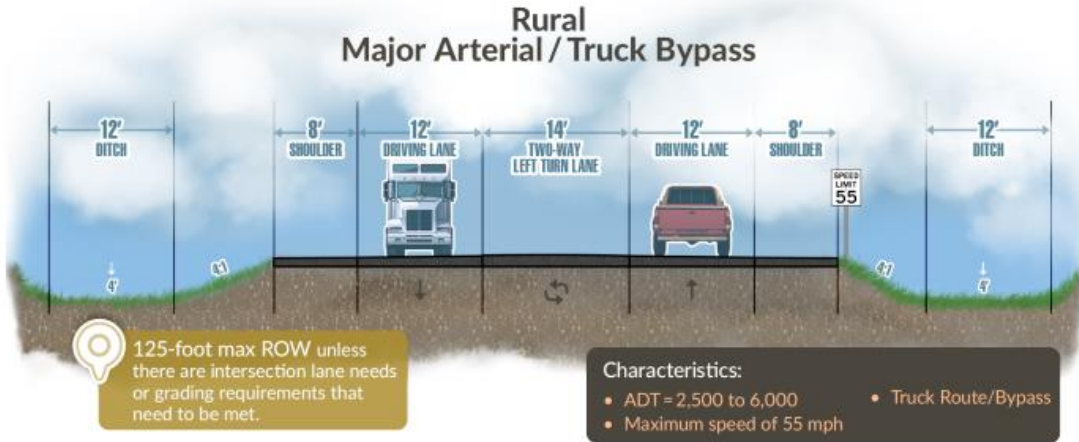 Rural
Major Arterial / Truck Bypass
12'
DITCH
8'
SHOULDER
12'
DRIVING LANE
14'
TWO-WAY
LEFT TURN LANE
12'
DRIVING LANE
8'
SHOULDER
12'
DITCH
SPEED
LIMIT
55
4'
4:1
4:1
4'
125-foot max ROW unless
there are intersection lane needs
or grading requirements that
need to be met.
Characteristics:
• ADT = 2,500 to 6,000
• Maximum speed of 55 mph
• Truck Route/Bypass